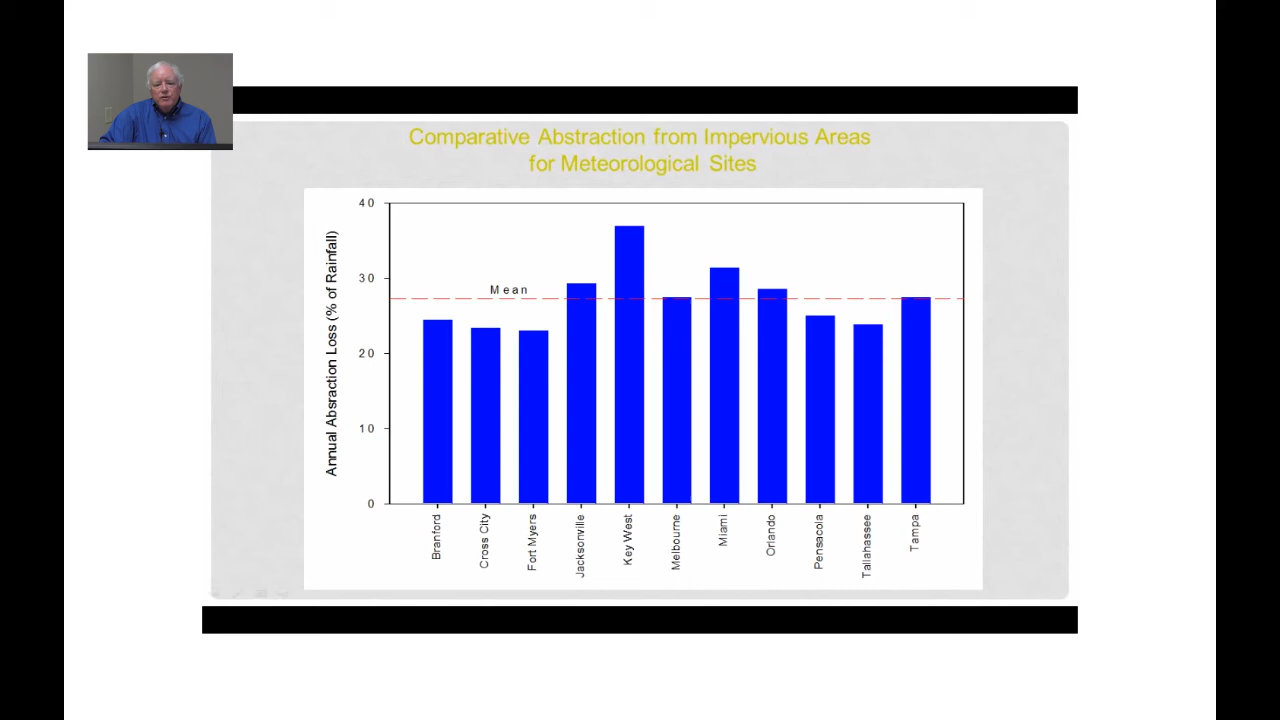 Comparative Abstraction from Impervious Areas
for Meteorological Sites
Annual Absraction Loss (% of Rainfall)
40
30
20
10
0
Mean
Branford
Cross City
Fort Myers
Jacksonville
Key West
Melbourne
Miami
Orlando
Pensacola
Tallahassee
Tampa